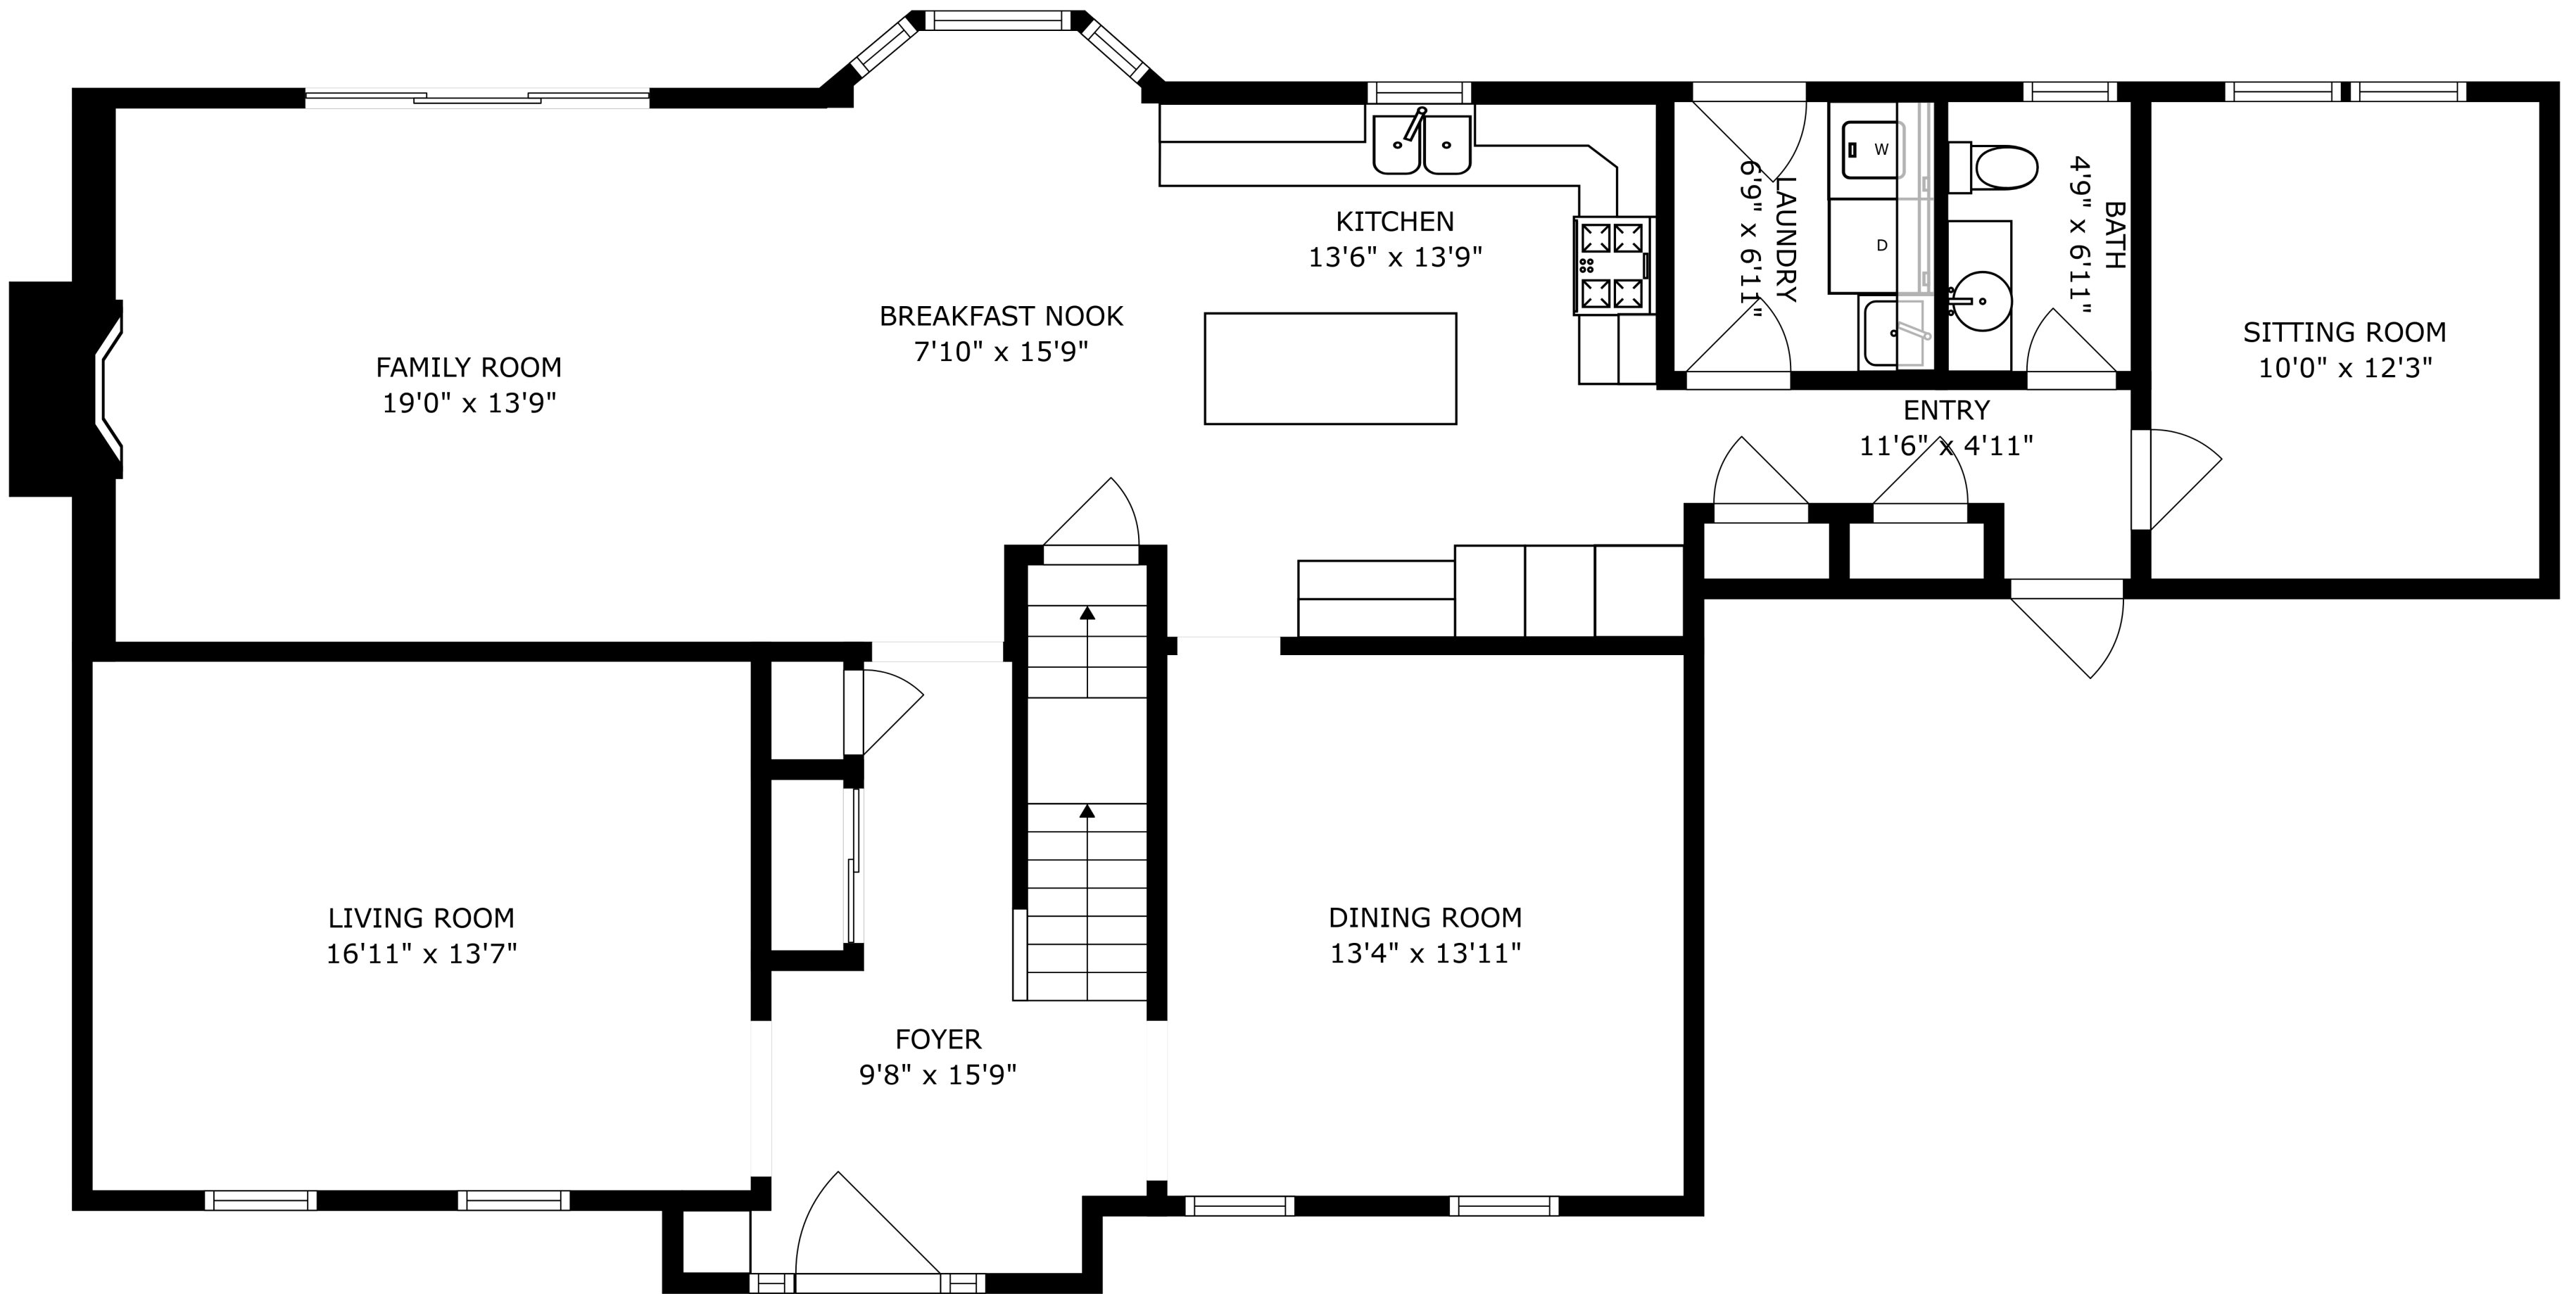 KITCHEN
13'6" x 13'9"
LAUNDRY
6'9" x 6'11"
W
D
BATH
4'9" x 6'11"
BREAKFAST NOOK
7'10" x 15'9"
SITTING ROOM
10'0" x 12'3"
FAMILY ROOM
19'0" x 13'9"
ENTRY
11'6" x 4'11"
LIVING ROOM
16'11" x 13'7"
DINING ROOM
13'4" x 13'11"
FOYER
9'8" x 15'9"